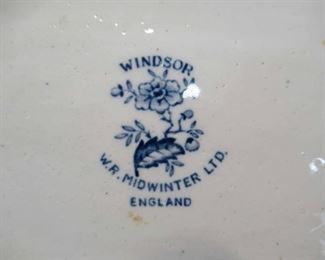 WINDSOR
W.R. MIDWINTER LTD.
ENGLAND